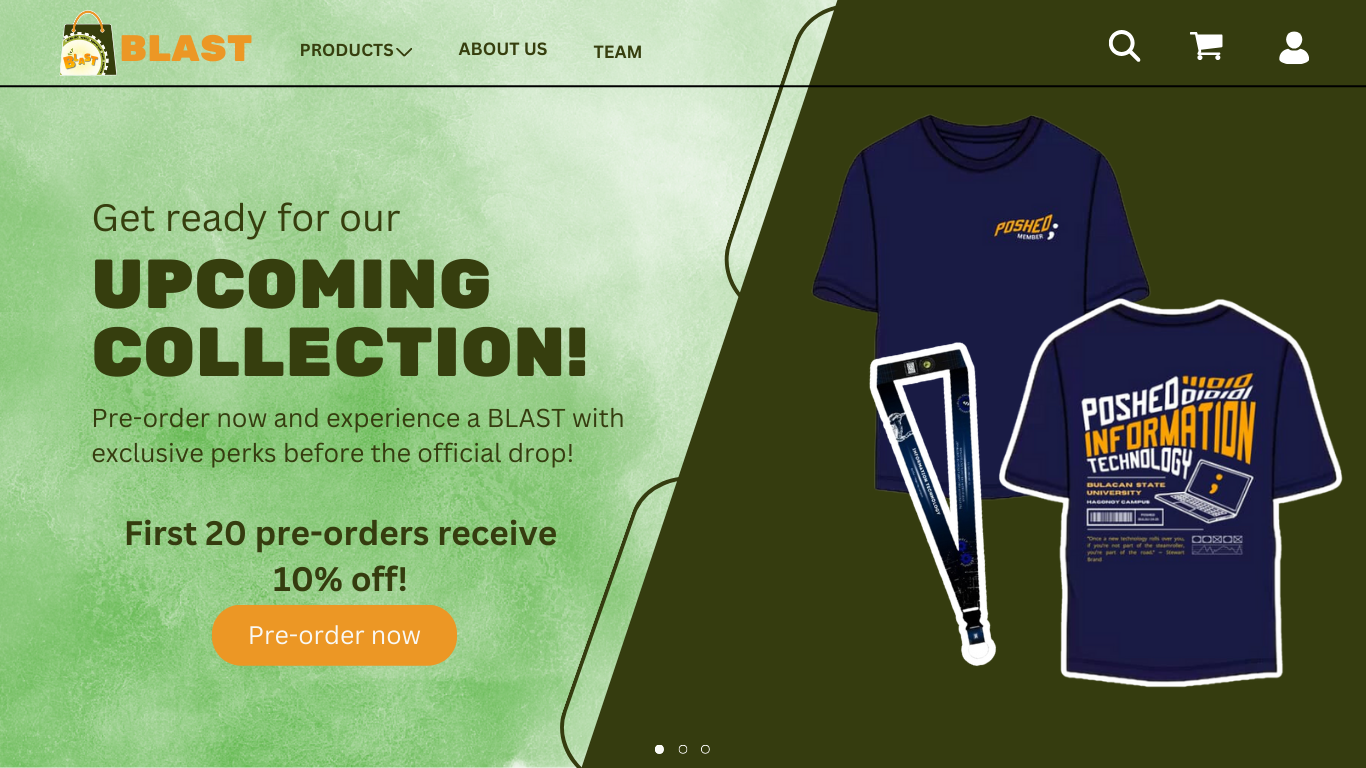 BLAST
BLAST
PRODUCTS
ABOUT US
TEAM
Get ready for our
UPCOMING
COLLECTION!
Pre-order now and experience a BLAST with
exclusive perks before the official drop!
First 20 pre-orders receive
10% off!
Pre-order now
POSHED
MEMBER
INFORMATION TECHNOLOGY
POSHED
INFORMATION
TECHNOLOGY
BULACAN STATE
UNIVERSITY
HAGONOY CAMPUS
"Once a new technology rolls over you,
if you're not part of the steamroller,
you're part of the road." – Stewart
Brand